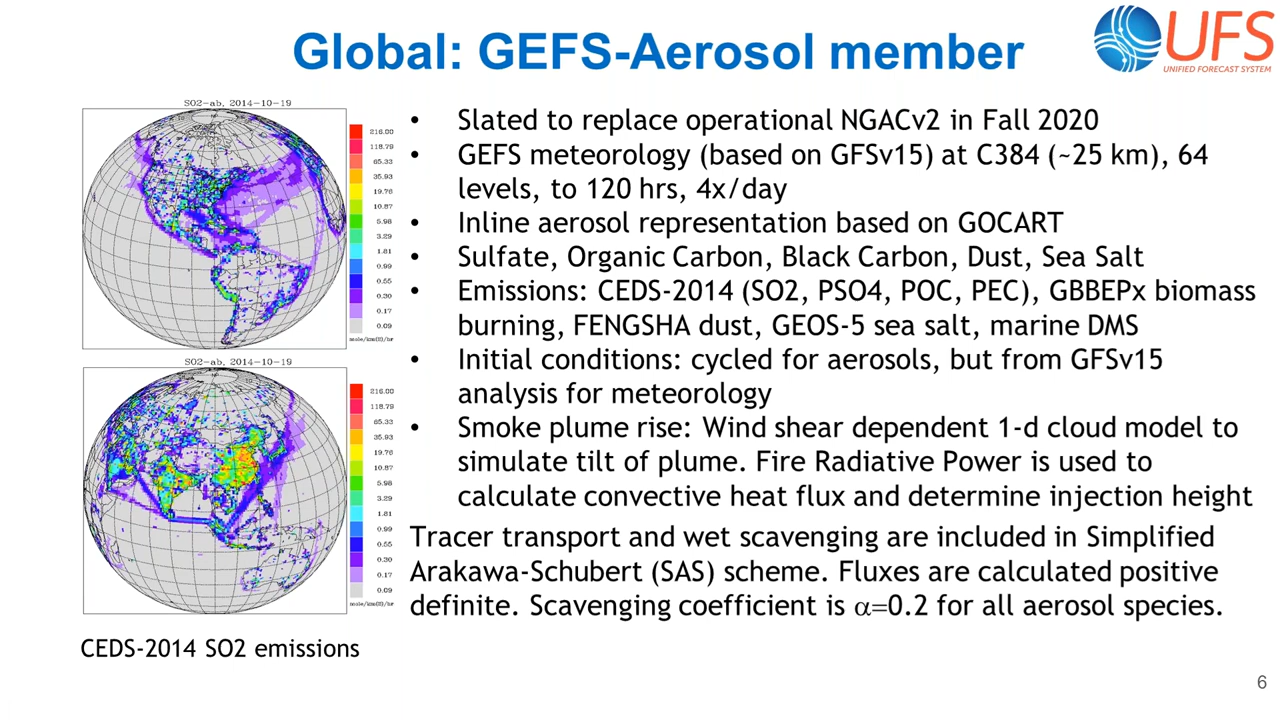 Global: GEFS-Aerosol member
UFS
UNIFIED FORECAST SYSTEM
SO2-ab, 2014-10-19
216.00
118.79
65.33
35.93
19.76
10.87
5.98
3.29
1.81
0.99
0.55
0.30
0.17
0.09
mole/km(2)/hr
SO2-ab, 2014-10-19
216.00
118.79
65.33
35.93
19.76
10.87
5.98
3.29
1.81
0.99
0.55
0.30
0.17
0.09
mole/km(2)/hr
CEDS-2014 SO2 emissions
• Slated to replace operational NGACv2 in Fall 2020
• GEFS meteorology (based on GFSv15) at C384 (~25 km), 64
levels, to 120 hrs, 4x/day
• Inline aerosol representation based on GOCART
• Sulfate, Organic Carbon, Black Carbon, Dust, Sea Salt
• Emissions: CEDS-2014 (SO2, PSO4, POC, PEC), GBBEPx biomass
burning, FENGSHA dust, GEOS-5 sea salt, marine DMS
• Initial conditions: cycled for aerosols, but from GFSv15
analysis for meteorology
• Smoke plume rise: Wind shear dependent 1-d cloud model to
simulate tilt of plume. Fire Radiative Power is used to
calculate convective heat flux and determine injection height
Tracer transport and wet scavenging are included in Simplified
Arakawa-Schubert (SAS) scheme. Fluxes are calculated positive
definite. Scavenging coefficient is α=0.2 for all aerosol species.
6